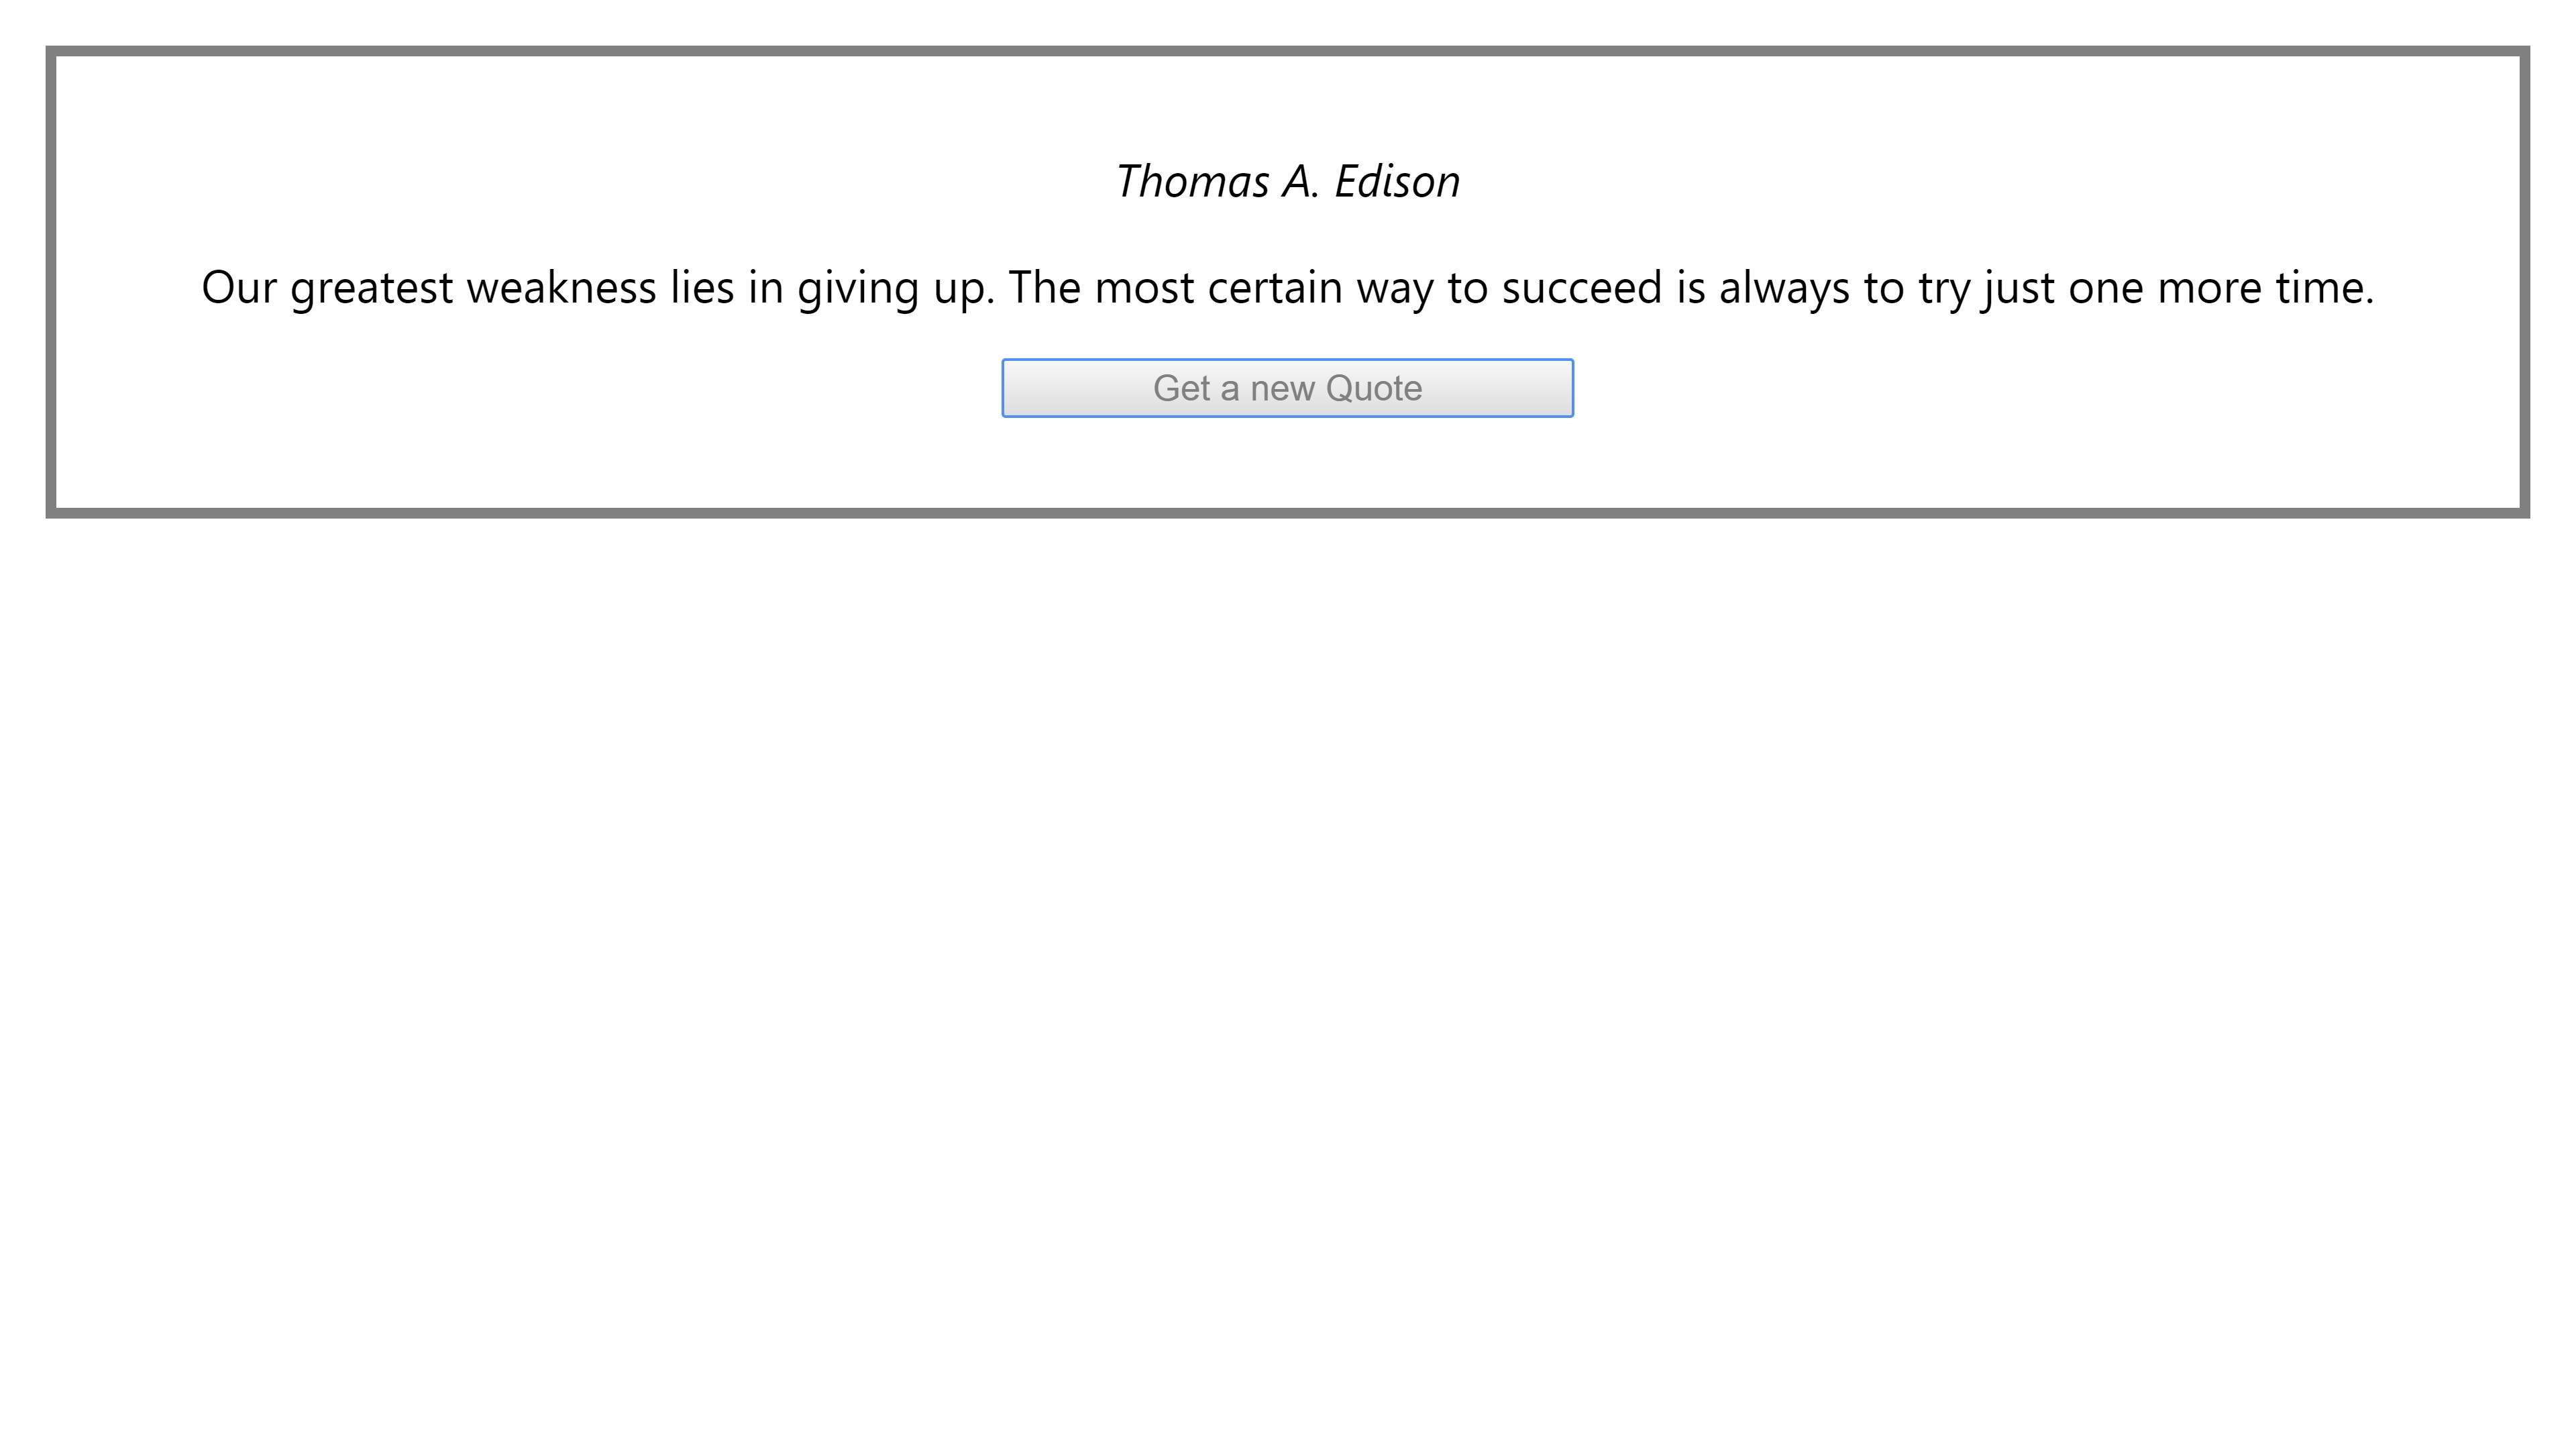 Thomas A. Edison
Our greatest weakness lies in giving up. The most certain way to succeed is always to try just one more time.
Get a new Quote